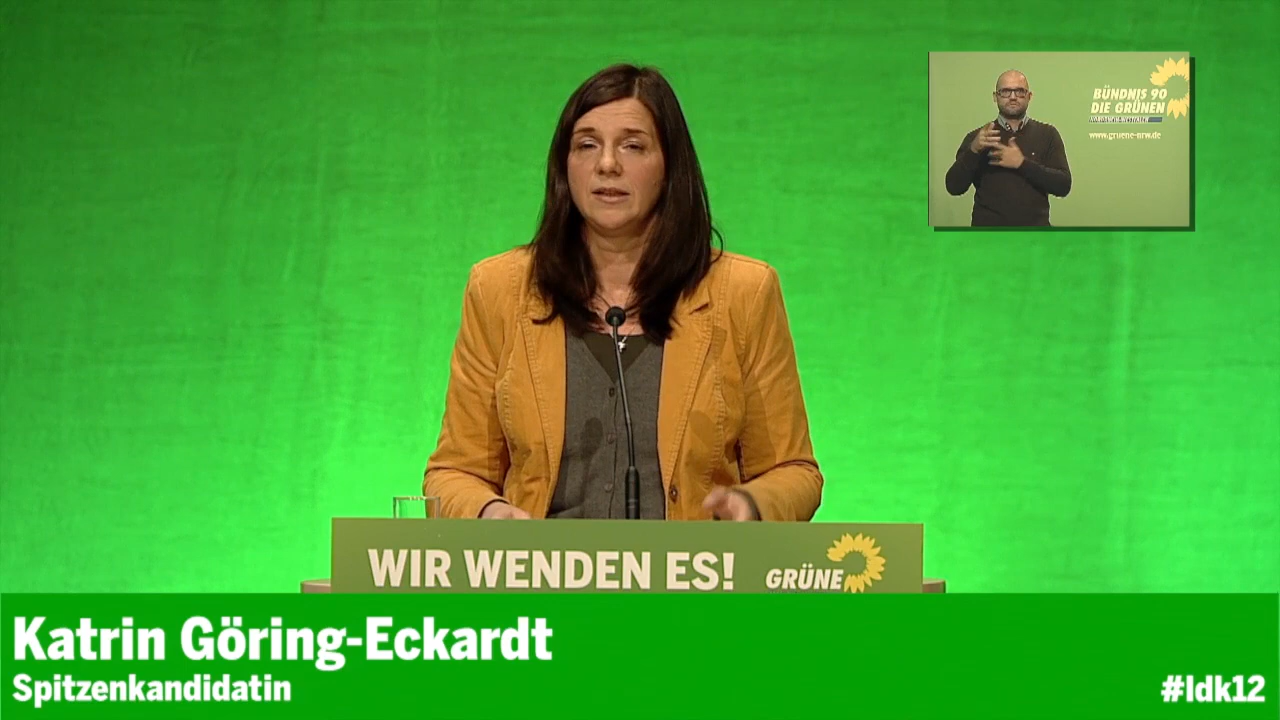 BÜNDNIS 90
DIE GRÜNEN
www.gruene-nrw.de
WIR WENDEN ES!
GRÜNE
Katrin Göring-Eckardt
Spitzenkandidatin
#ldk12